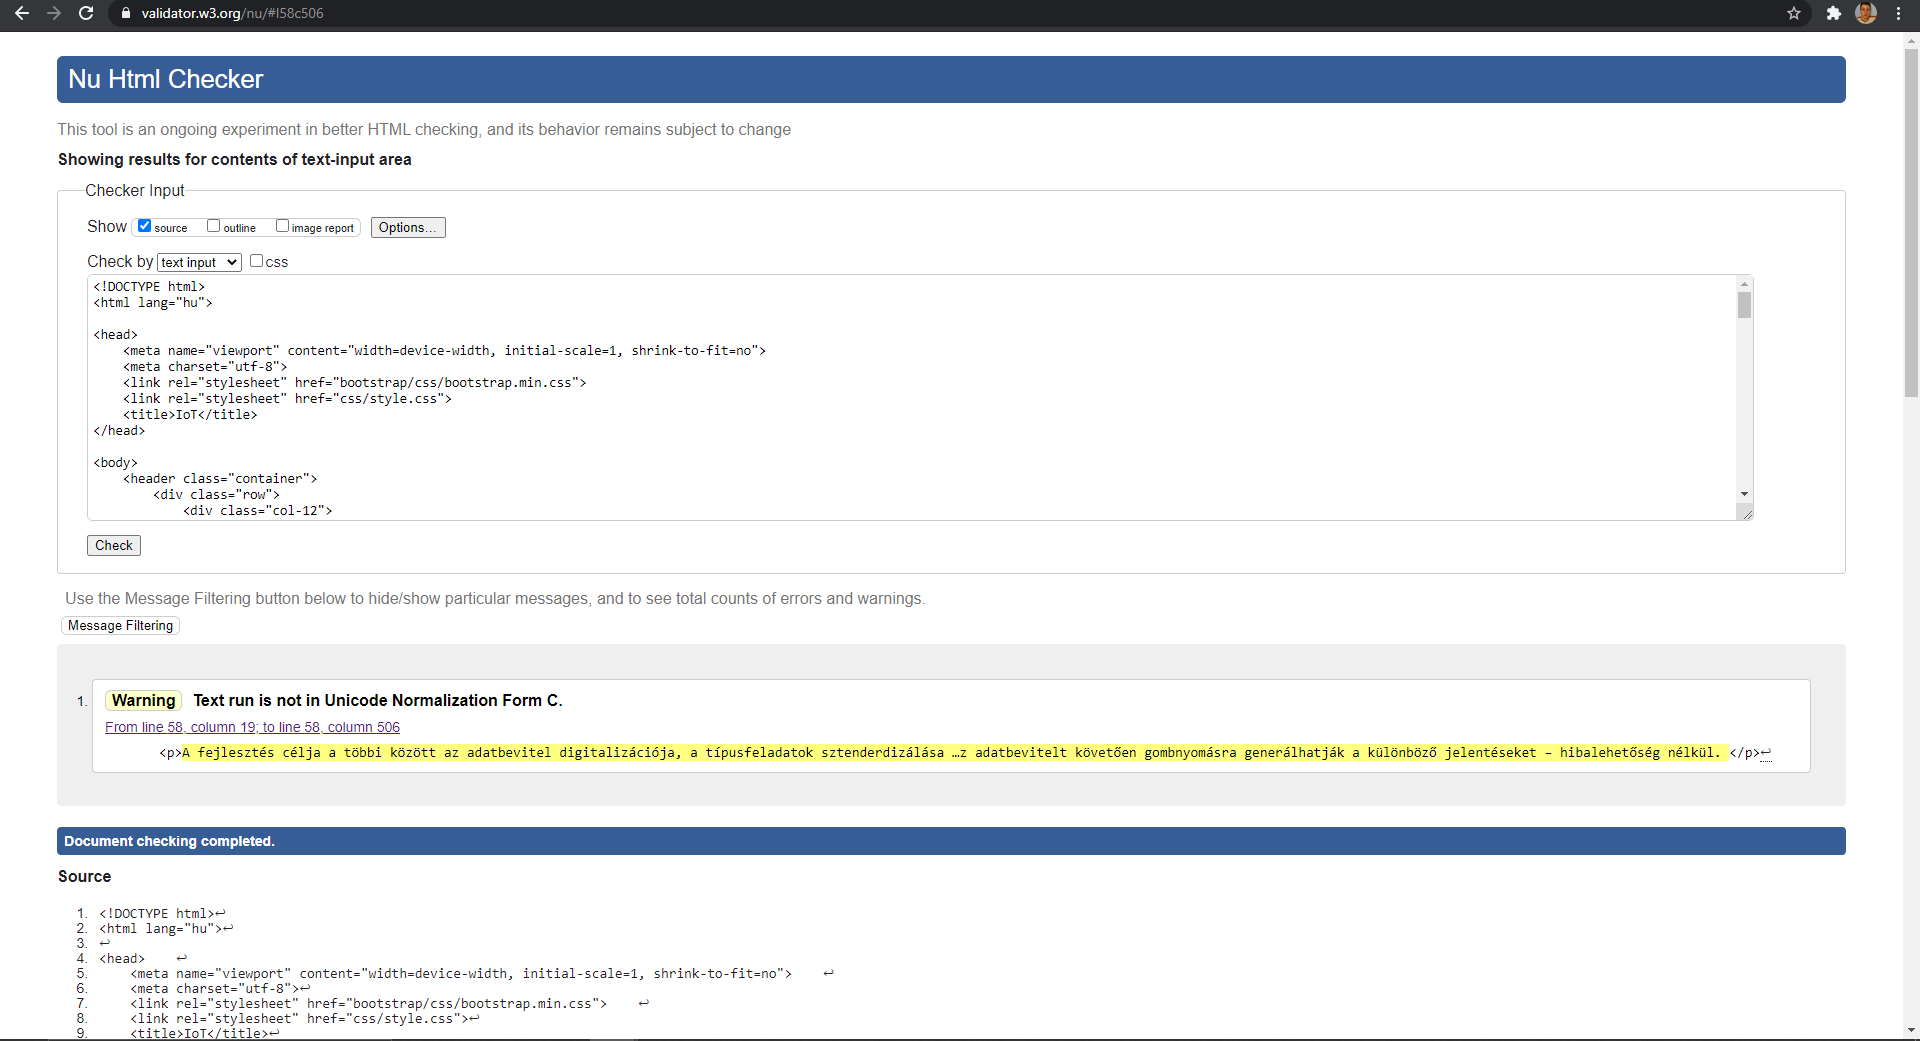 validator.w3.org/nu/#l58c506
Nu Html Checker
This tool is an ongoing experiment in better HTML checking, and its behavior remains subject to change
Showing results for contents of text-input area
Checker Input
Show source outline image report Options...
Check by text input css
<!DOCTYPE html>
<html lang="hu">
<head>
<meta name="viewport" content="width=device-width, initial-scale=1, shrink-to-fit=no">
<meta charset="utf-8">
<link rel="stylesheet" href="bootstrap/css/bootstrap.min.css">
<link rel="stylesheet" href="css/style.css">
<title>IoT</title>
</head>
<body>
<header class="container">
<div class="row">
<div class="col-12">
Check
Use the Message Filtering button below to hide/show particular messages, and to see total counts of errors and warnings.
Message Filtering
1. Warning Text run is not in Unicode Normalization Form C.
From line 58, column 19; to line 58, column 506
<p>A fejlesztés célja a többi között az adatbevitel digitalizációja, a típusfeladatok sztenderdizálása …z adatbevitelt követően gombnyomásra generálhatják a különböző jelentéseket – hibalehetőség nélkül. </p>↩
Document checking completed.
Source
1. <!DOCTYPE html>↩
2. <html lang="hu">↩
3. ↩
4. <head> ↩
5. <meta name="viewport" content="width=device-width, initial-scale=1, shrink-to-fit=no"> ↩
6. <meta charset="utf-8">↩
7. <link rel="stylesheet" href="bootstrap/css/bootstrap.min.css"> ↩
8. <link rel="stylesheet" href="css/style.css">↩
9. <title>IoT</title>↩